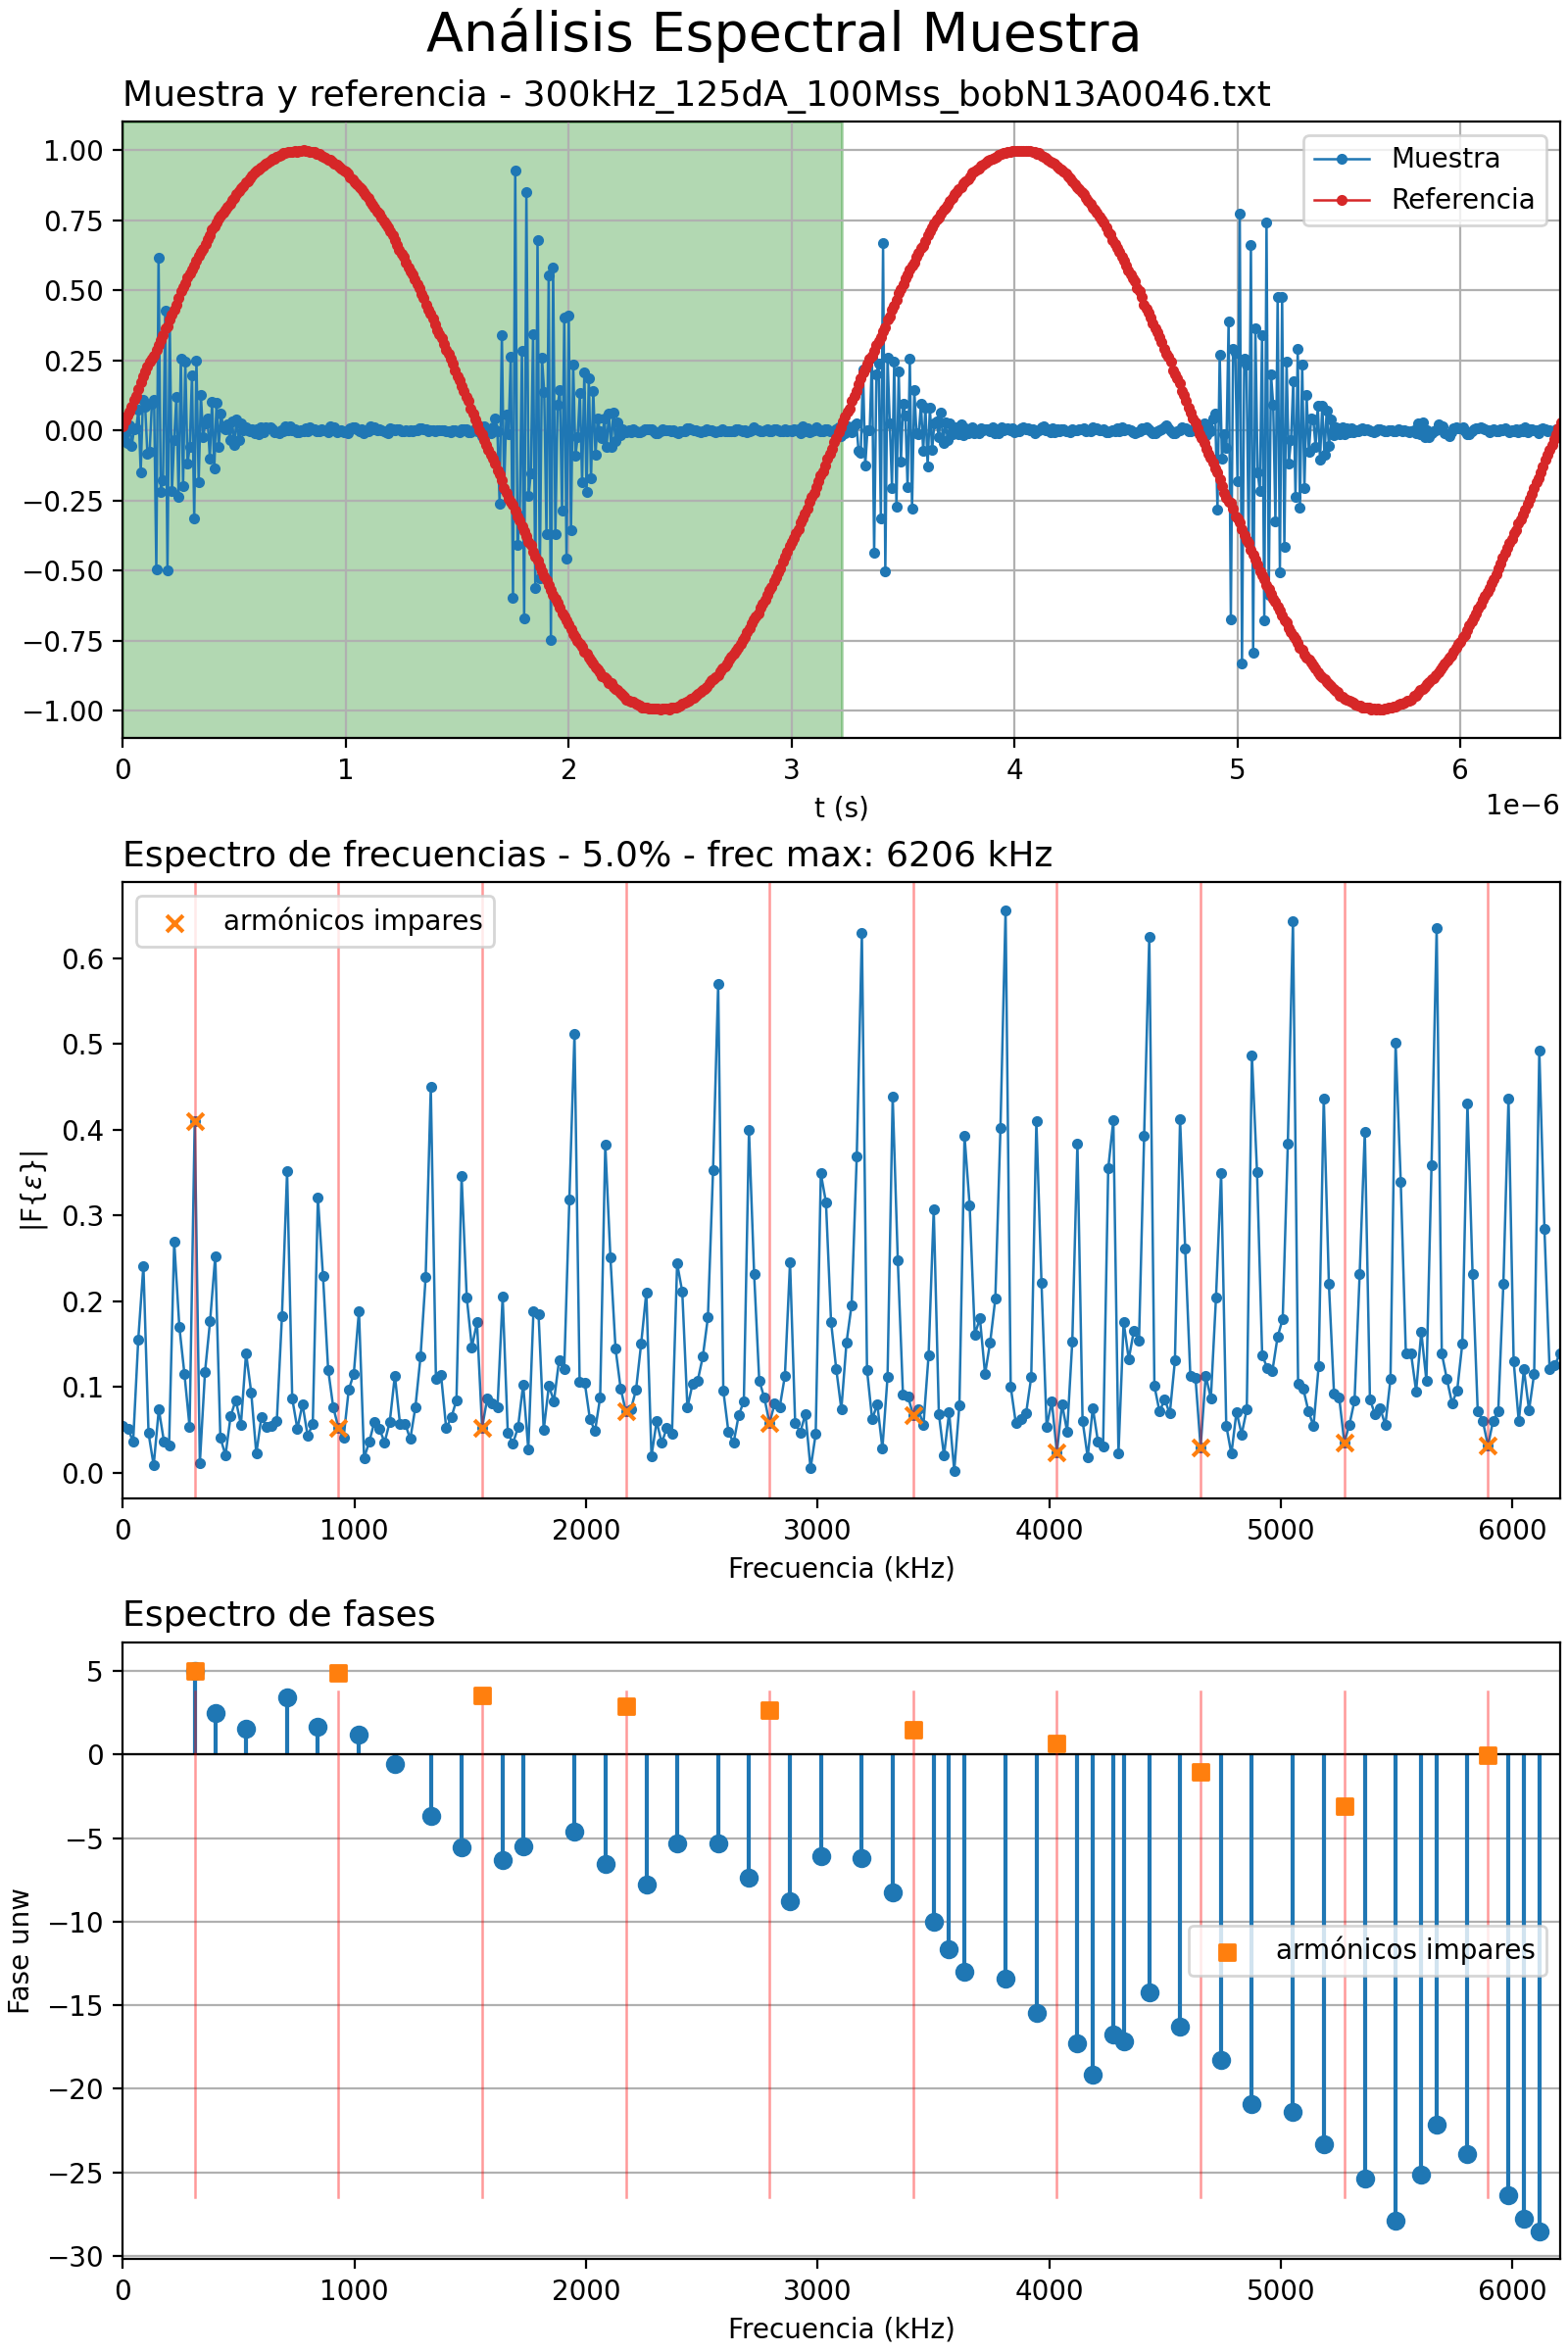 Análisis Espectral Muestra
Muestra y referencia - 300kHz_125dA_100Mss_bobN13A0046.txt
1.00
0.75
0.50
0.25
0.00
−0.25
−0.50
−0.75
−1.00
Muestra
Referencia
0 1 2 3 4 5 6
1e−6
t (s)
Espectro de frecuencias - 5.0% - frec max: 6206 kHz
armónicos impares
|F{ε}|
0.6
0.5
0.4
0.3
0.2
0.1
0.0
0 1000 2000 3000 4000 5000 6000
Frecuencia (kHz)
Espectro de fases
Fase unw
5
0
−5
−10
−15
−20
−25
−30
armónicos impares
0 1000 2000 3000 4000 5000 6000
Frecuencia (kHz)